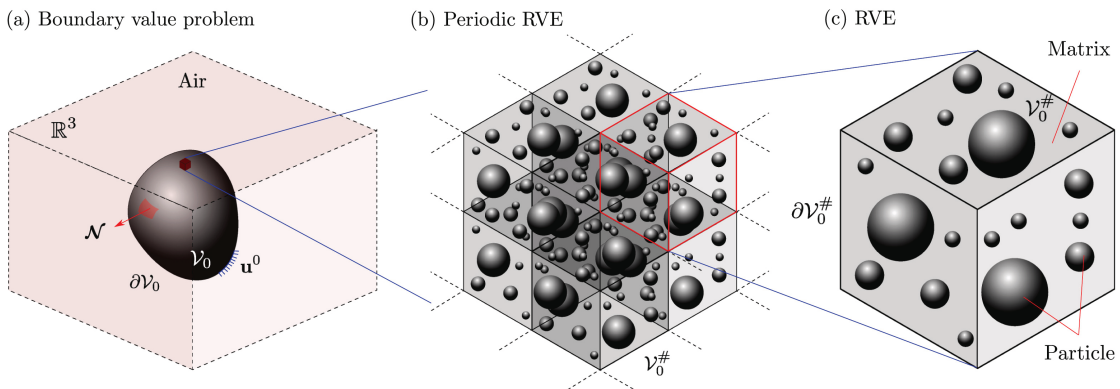 (a) Boundary value problem
Air
ℝ³
𝓝
𝒱₀
∂𝒱₀
u⁰
(b) Periodic RVE
𝒱₀^#
(c) RVE
Matrix
𝒱₀^#
∂𝒱₀^#
Particle